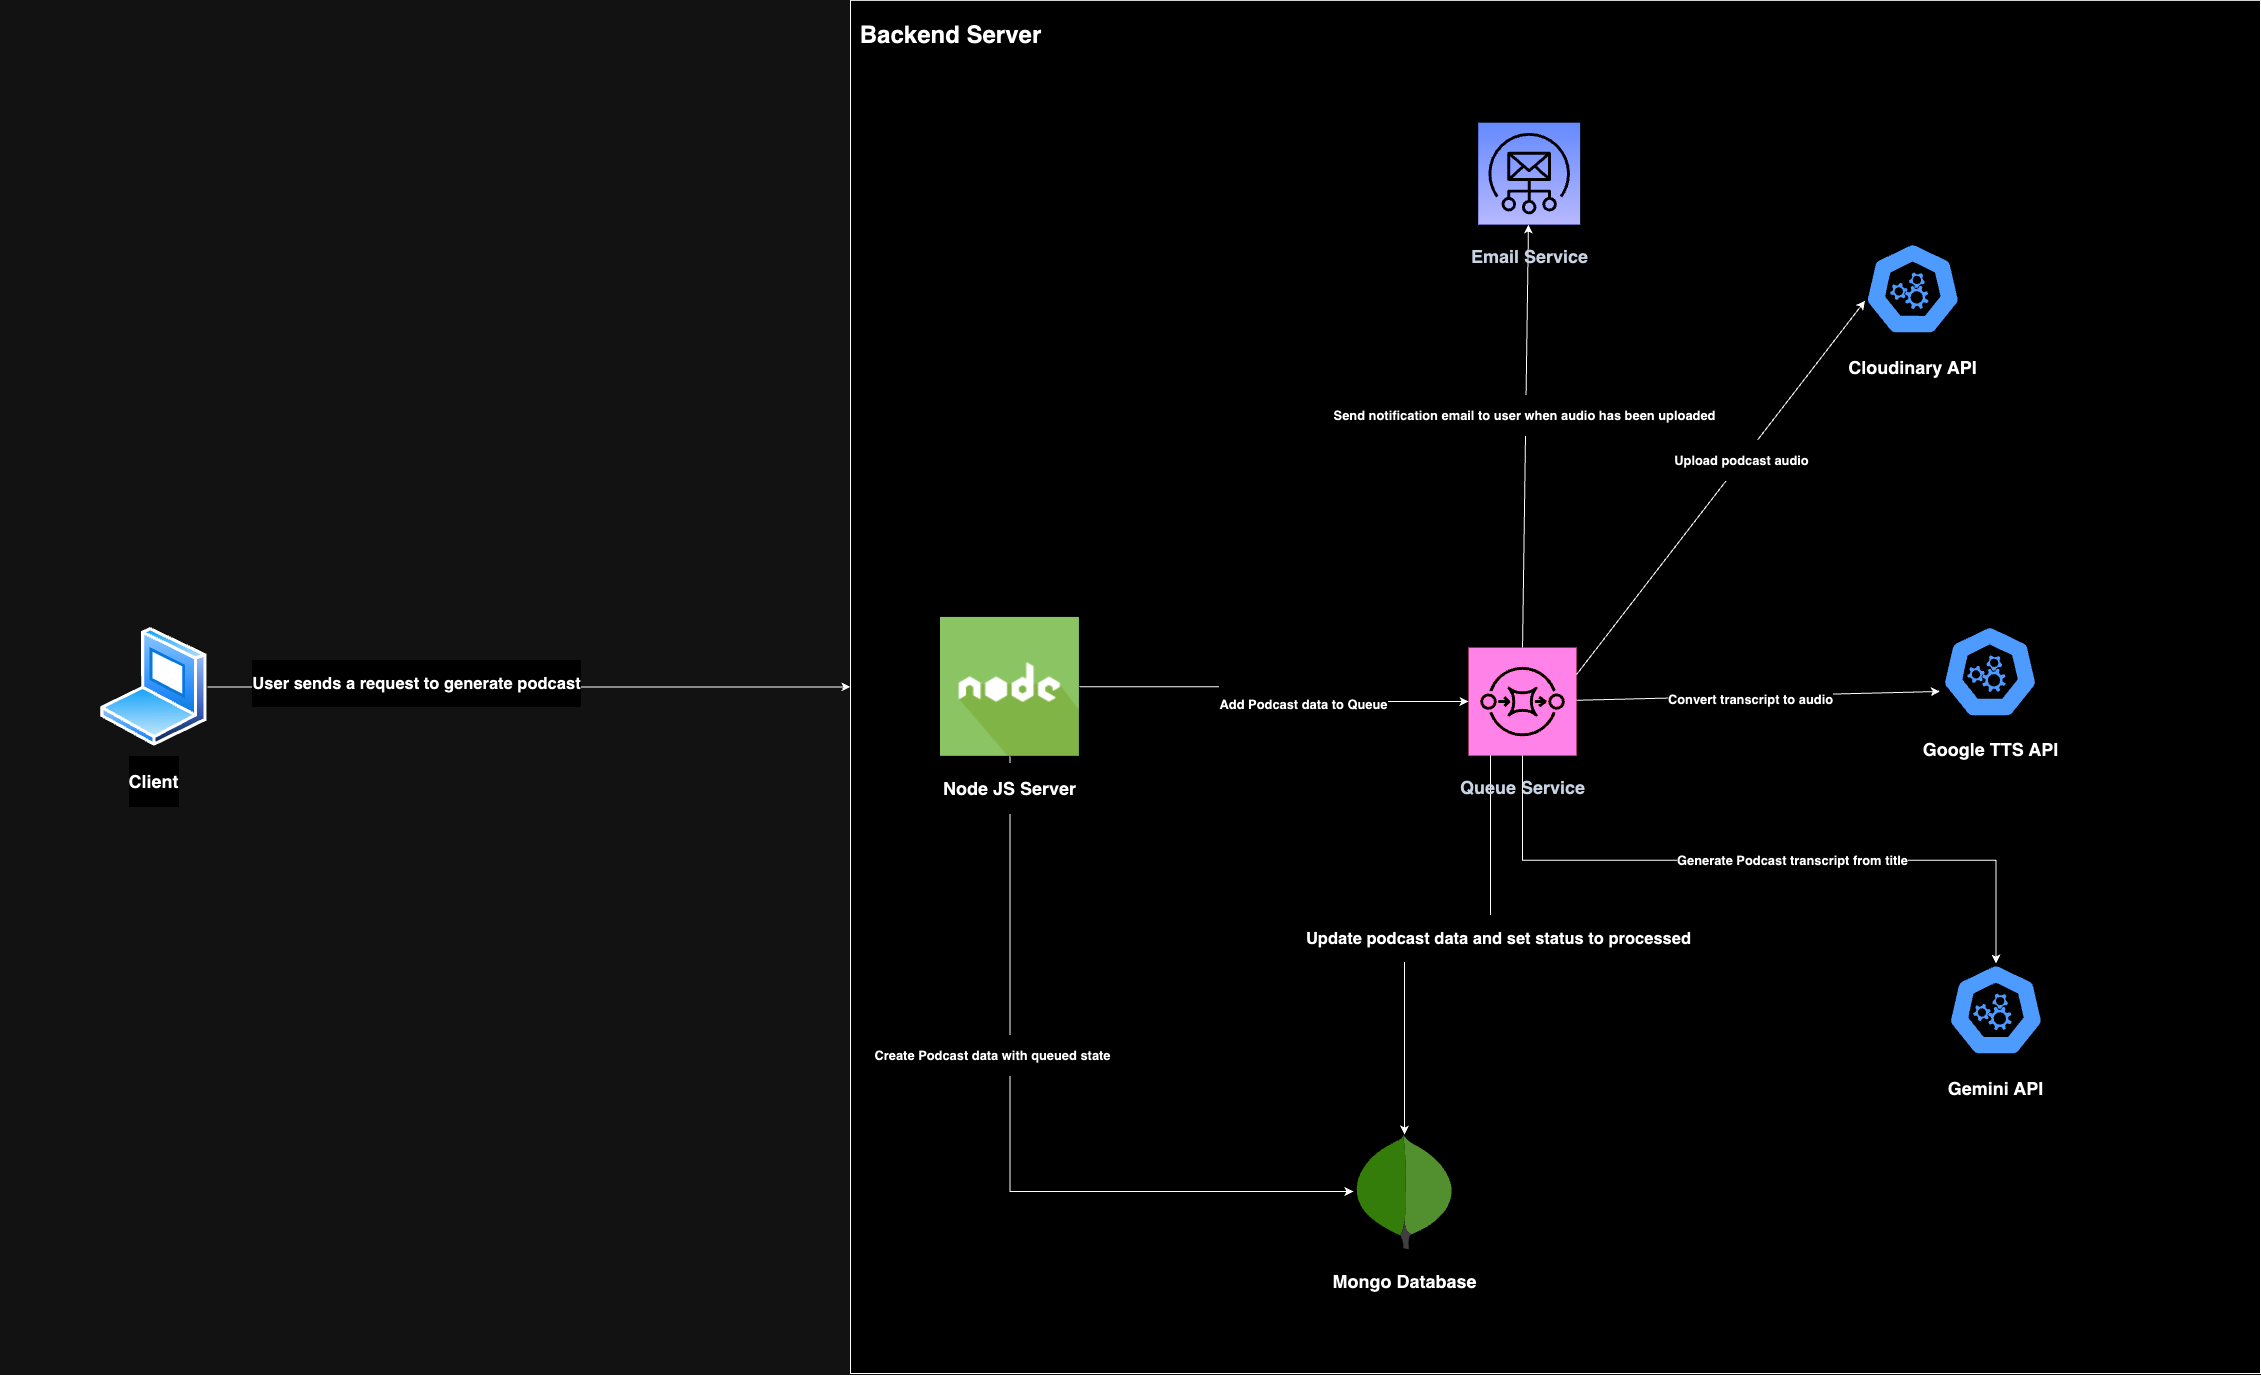 Backend Server
Email Service
Cloudinary API
Send notification email to user when audio has been uploaded
Upload podcast audio
User sends a request to generate podcast
node
Add Podcast data to Queue
Convert transcript to audio
Google TTS API
Client
Node JS Server
Queue Service
Generate Podcast transcript from title
Update podcast data and set status to processed
Create Podcast data with queued state
Gemini API
Mongo Database